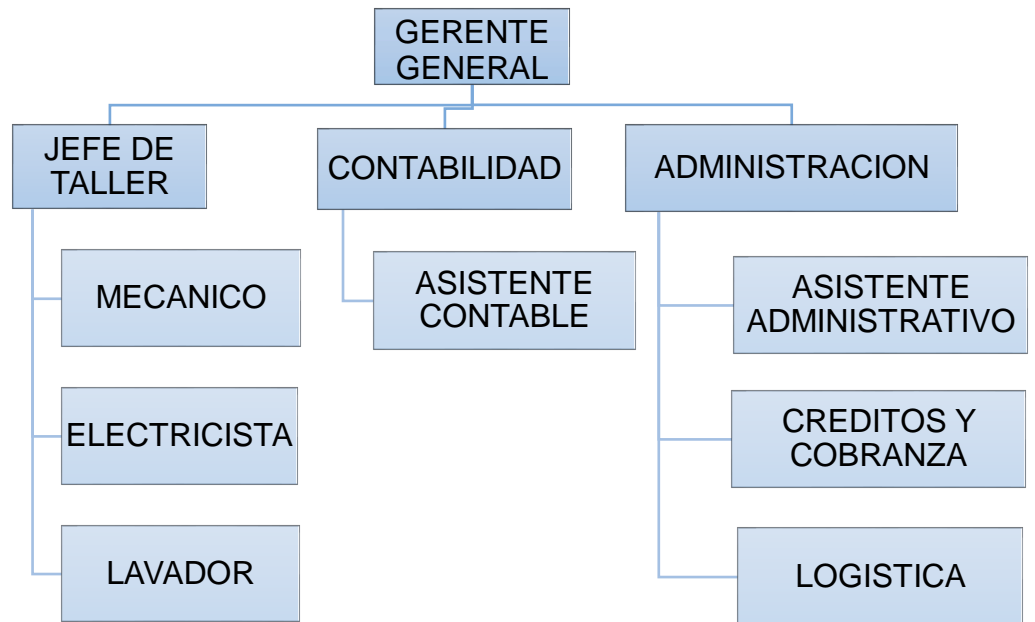 GERENTE
GENERAL
JEFE DE
TALLER
CONTABILIDAD
ADMINISTRACION
MECANICO
ASISTENTE
CONTABLE
ASISTENTE
ADMINISTRATIVO
ELECTRICISTA
CREDITOS Y
COBRANZA
LAVADOR
LOGISTICA